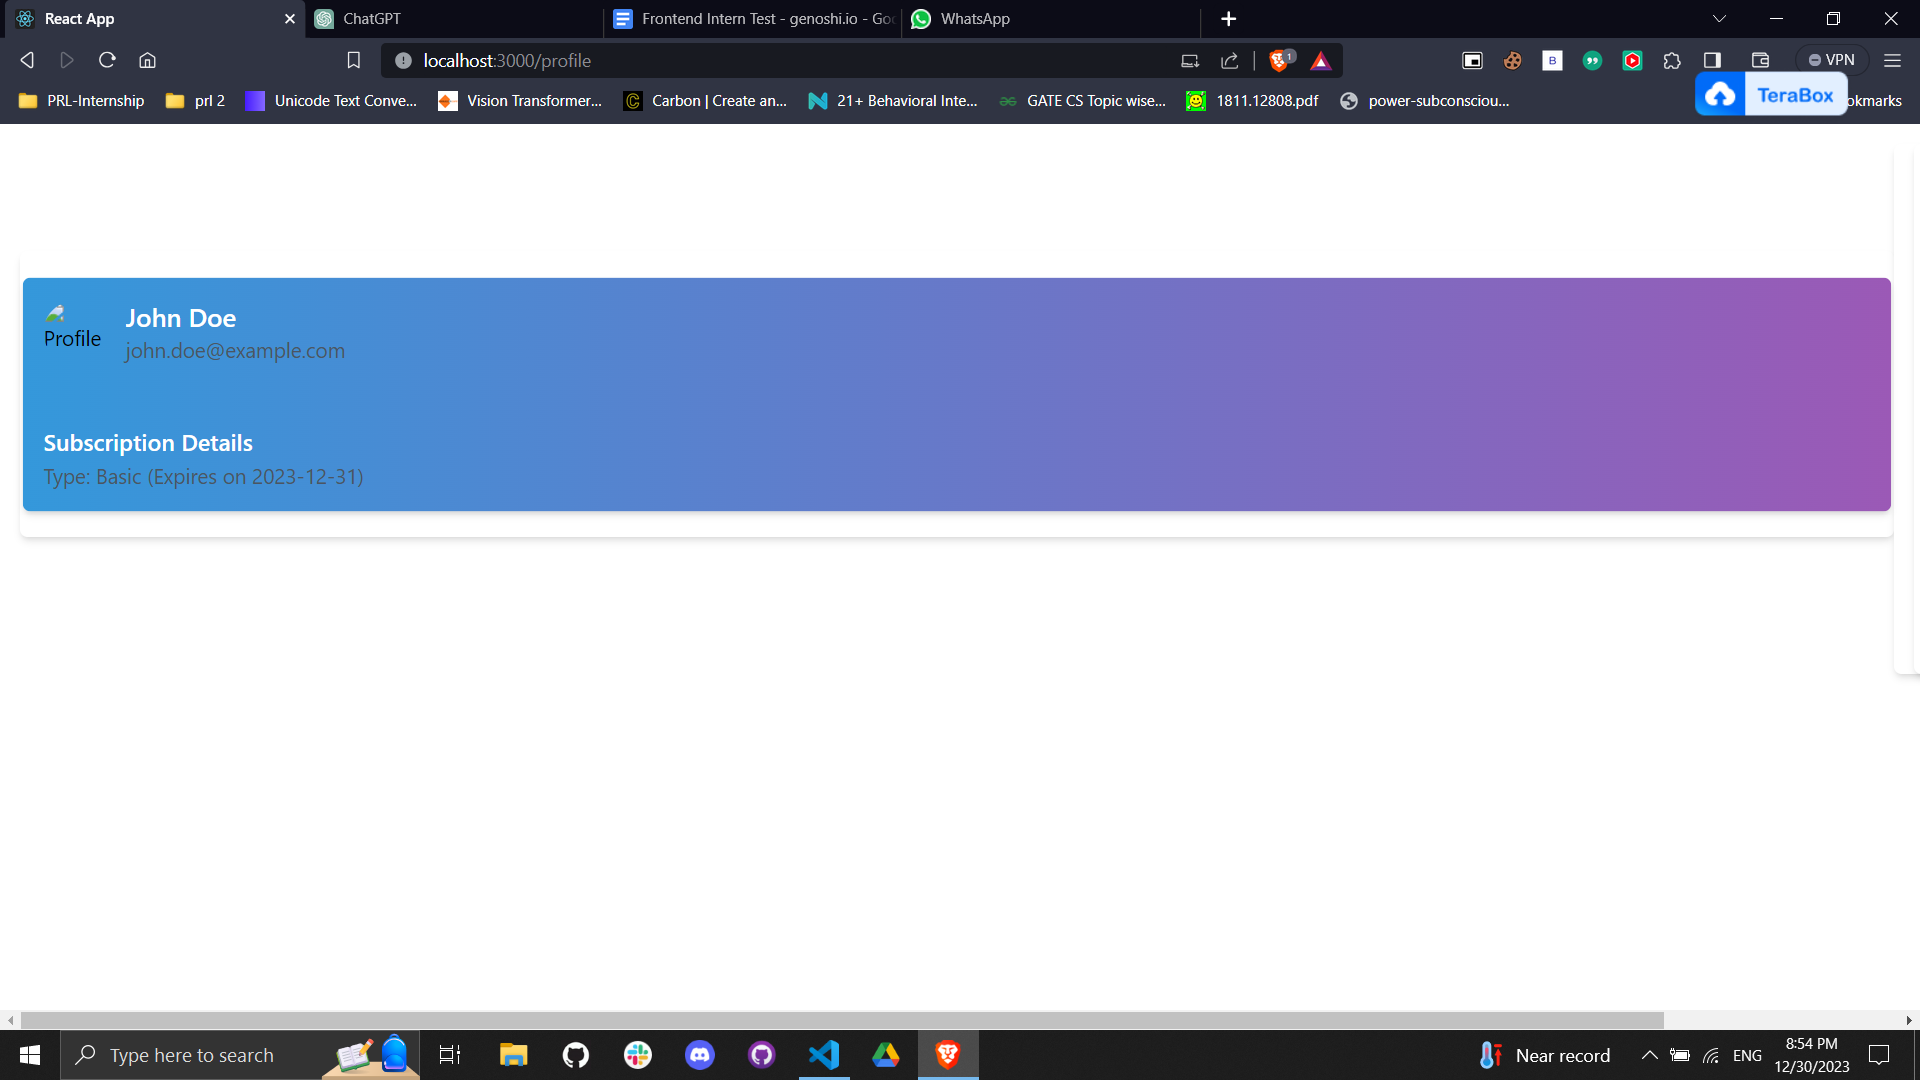 React App
ChatGPT
Frontend Intern Test - genoshi.io - Goo
WhatsApp
localhost:3000/profile
1
B
VPN
PRL-Internship
prl 2
Unicode Text Conve...
Vision Transformer...
Carbon | Create an...
21+ Behavioral Inte...
GATE CS Topic wise...
1811.12808.pdf
power-subconsciou...
TeraBox
okmarks
Profile
John Doe
john.doe@example.com
Subscription Details
Type: Basic (Expires on 2023-12-31)
Type here to search
Near record
ENG
8:54 PM
12/30/2023